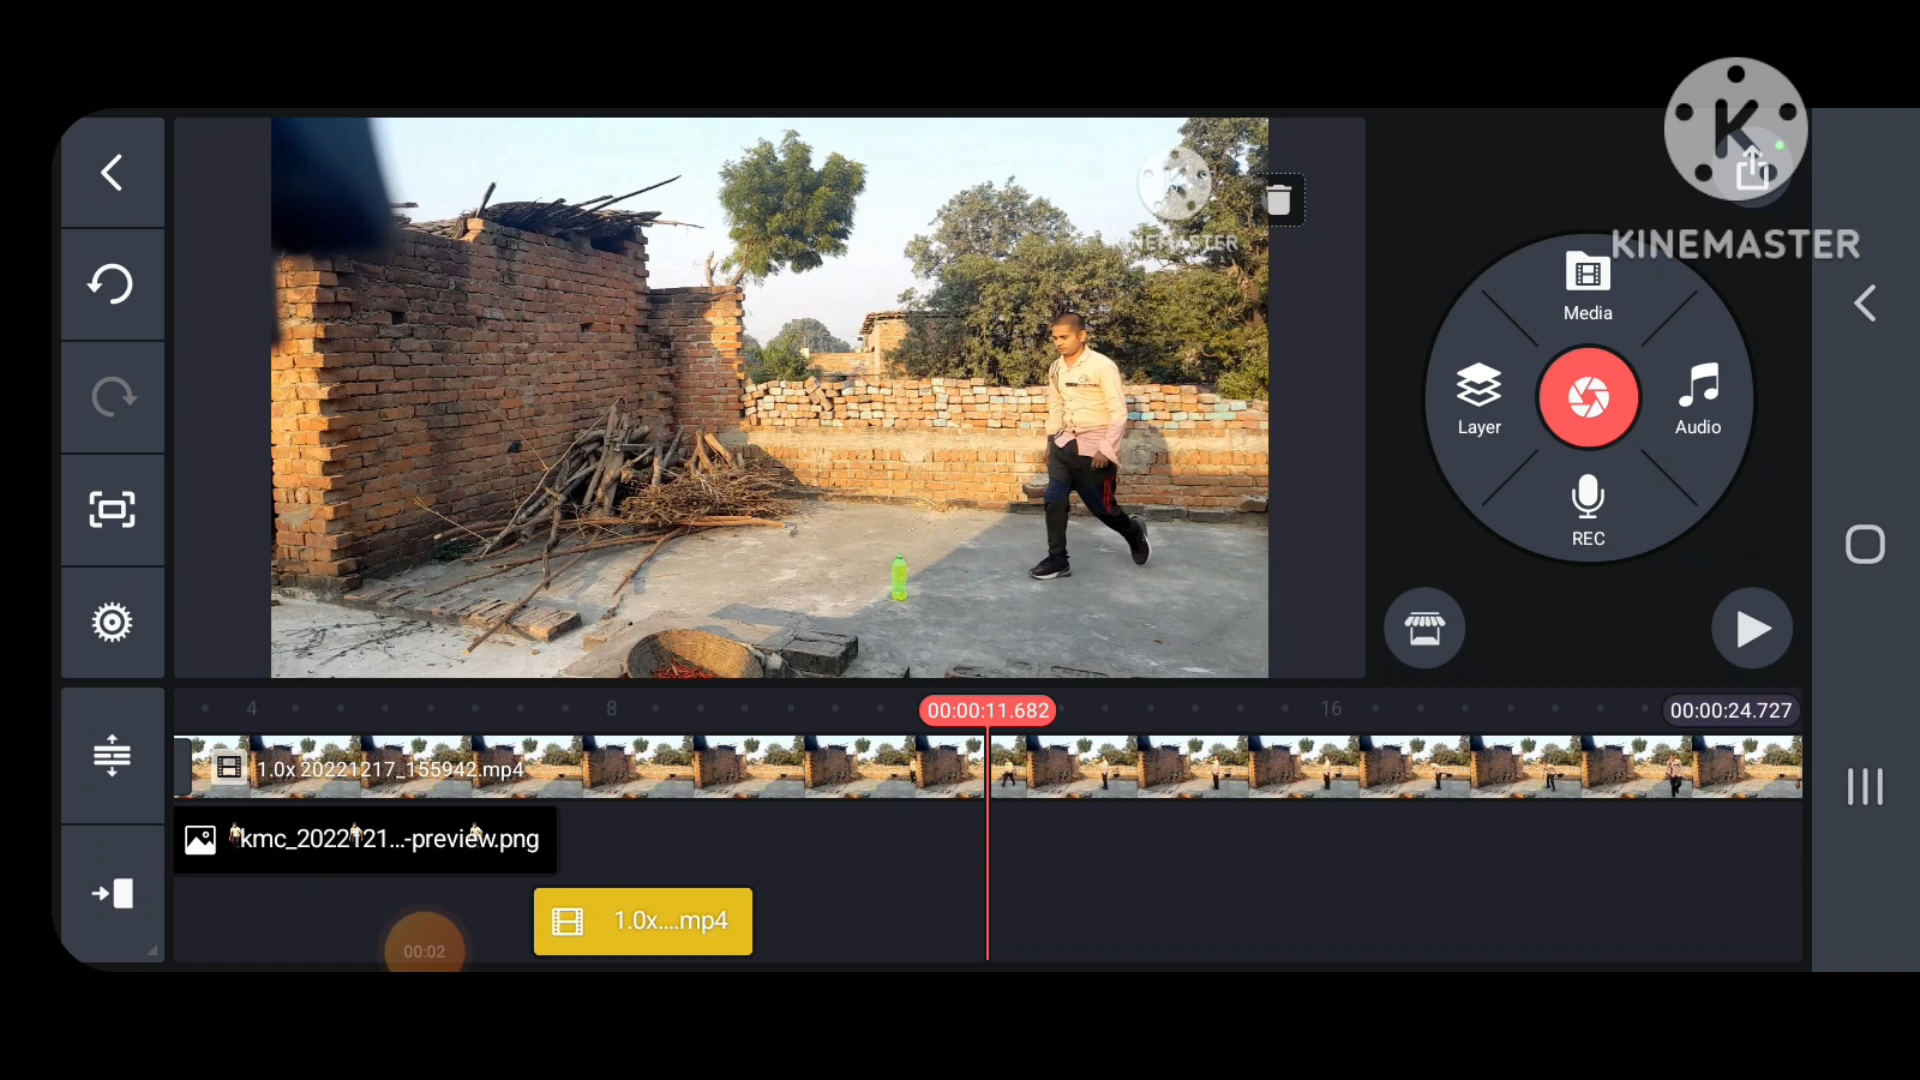 KINEMASTER
KINEMASTER
Media
Layer
Audio
REC
4
8
00:00:11.682
16
00:00:24.727
1.0x 20221217_155942.mp4
kmc_2022121...-preview.png
1.0x....mp4
00:02